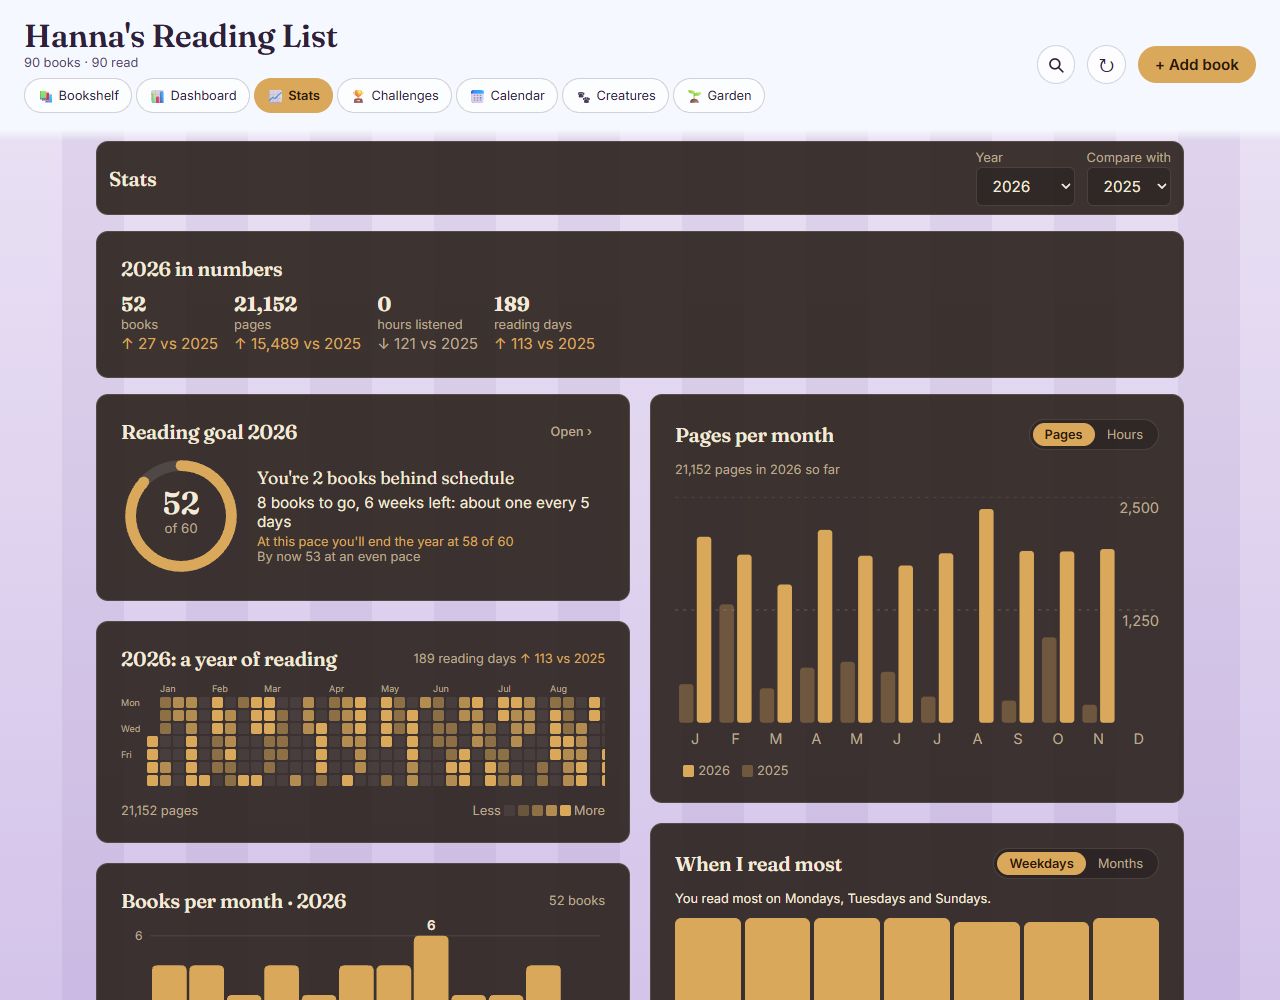 Hanna's Reading List
90 books · 90 read
Bookshelf
Dashboard
Stats
Challenges
Calendar
Creatures
Garden
+ Add book
Stats
Year
2026
Compare with
2025
2026 in numbers
52
books
↑ 27 vs 2025
21,152
pages
↑ 15,489 vs 2025
0
hours listened
↓ 121 vs 2025
189
reading days
↑ 113 vs 2025
Reading goal 2026
Open ›
52
of 60
You're 2 books behind schedule
8 books to go, 6 weeks left: about one every 5
days
At this pace you'll end the year at 58 of 60
By now 53 at an even pace
Pages per month
Pages
Hours
21,152 pages in 2026 so far
2,500
1,250
J F M A M J J A S O N D
2026
2025
2026: a year of reading
189 reading days ↑ 113 vs 2025
Jan Feb Mar Apr May Jun Jul Aug
Mon
Wed
Fri
21,152 pages
Less
More
When I read most
Weekdays
Months
You read most on Mondays, Tuesdays and Sundays.
Books per month · 2026
52 books
6
6